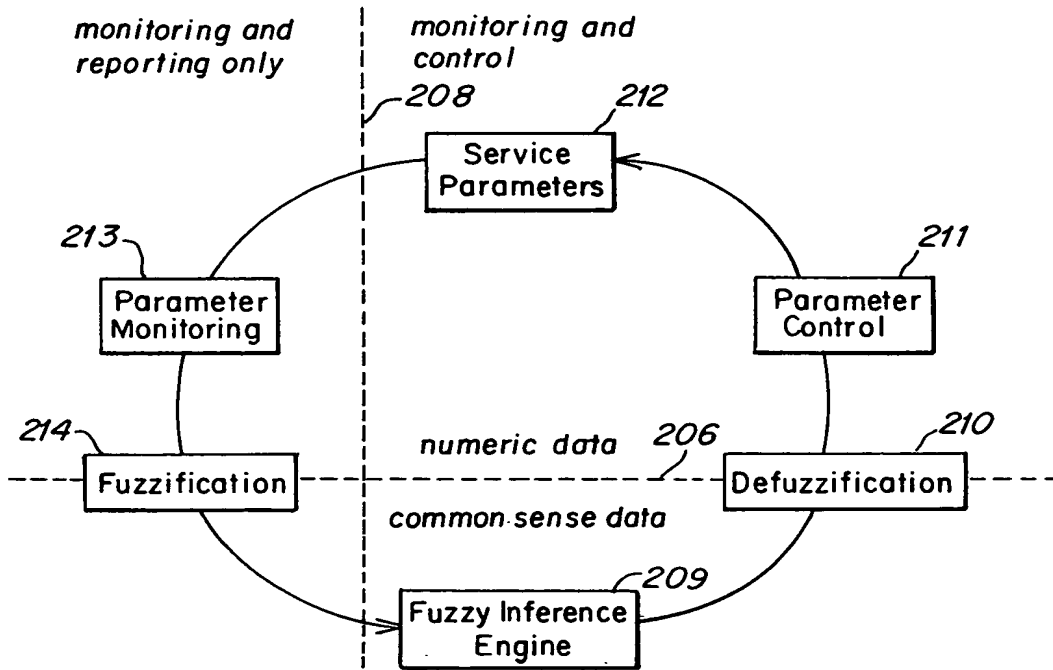 monitoring and
reporting only
monitoring and
control
208
212
Service
Parameters
213
211
Parameter
Monitoring
Parameter
Control
214
numeric data
206
210
Fuzzification
Defuzzification
common sense data
209
Fuzzy Inference
Engine